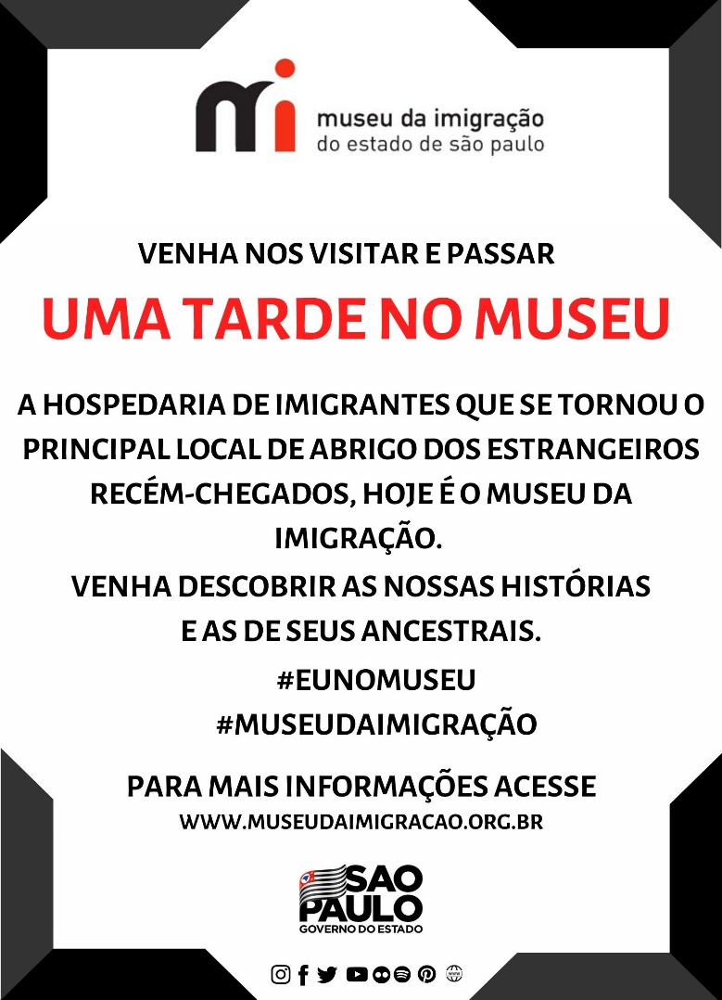 mi
museu da imigração
do estado de são paulo
VENHA NOS VISITAR E PASSAR
UMA TARDE NO MUSEU
A HOSPEDARIA DE IMIGRANTES QUE SE TORNOU O
PRINCIPAL LOCAL DE ABRIGO DOS ESTRANGEIROS
RECÉM-CHEGADOS, HOJE É O MUSEU DA
IMIGRAÇÃO.
VENHA DESCOBRIR AS NOSSAS HISTÓRIAS
E AS DE SEUS ANCESTRAIS.
#EUNOMUSEU
#MUSEUDAIMIGRAÇÃO
PARA MAIS INFORMAÇÕES ACESSE
WWW.MUSEUDAIMIGRACAO.ORG.BR
SÃO
PAULO
GOVERNO DO ESTADO